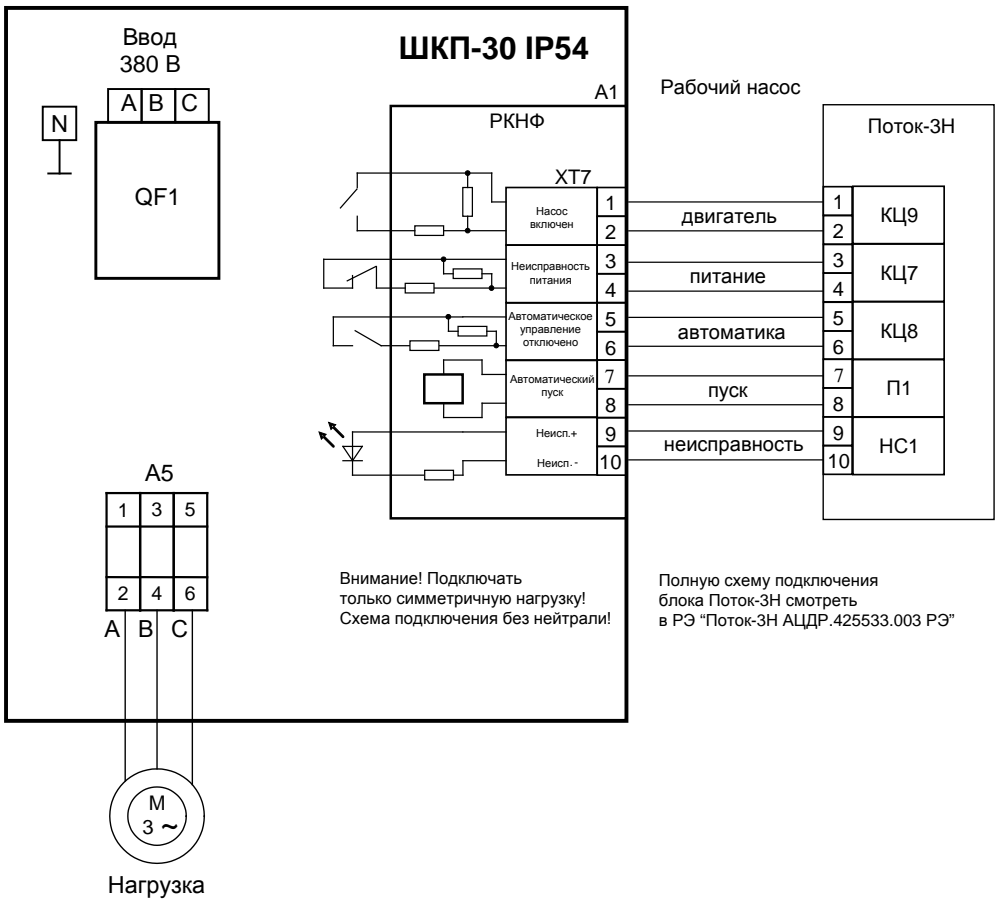 Ввод
380 В
ШКП-30 IP54
А1
Рабочий насос
A B C
N
QF1
РКНФ
XT7
Поток-3Н
Насос
включен
1
2
двигатель
1
2
КЦ9
Неисправность
питания
3
4
питание
3
4
КЦ7
Автоматическое
управление
отключено
5
6
автоматика
5
6
КЦ8
Автоматический
пуск
7
8
пуск
7
8
П1
Неисп.+
Неисп.-
9
10
неисправность
9
10
НС1
А5
1 3 5
2 4 6
А В С
Внимание! Подключать
только симметричную нагрузку!
Схема подключения без нейтрали!
Полную схему подключения
блока Поток-3Н смотреть
в РЭ “Поток-3Н АЦДР.425533.003 РЭ”
М
3 ~
Нагрузка